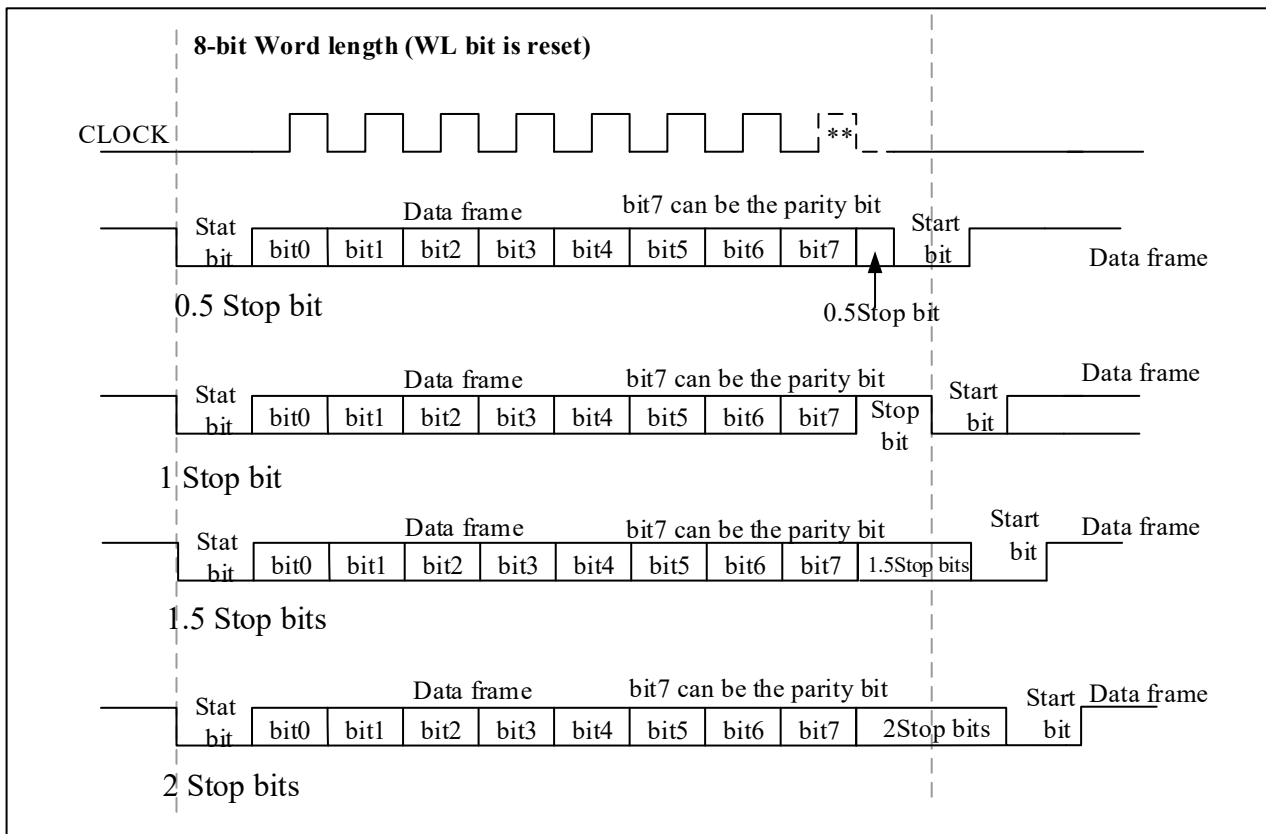 8-bit Word length (WL bit is reset)
CLOCK
**
Data frame
bit7 can be the parity bit
Stat
bit
bit0
bit1
bit2
bit3
bit4
bit5
bit6
bit7
Start
bit
Data frame
0.5 Stop bit
0.5Stop bit
Data frame
bit7 can be the parity bit
Data frame
Stat
bit
bit0
bit1
bit2
bit3
bit4
bit5
bit6
bit7
Stop
bit
Start
bit
1 Stop bit
Data frame
bit7 can be the parity bit
Start
bit
Data frame
Stat
bit
bit0
bit1
bit2
bit3
bit4
bit5
bit6
bit7
1.5Stop bits
1.5 Stop bits
Data frame
bit7 can be the parity bit
Start
bit
Data frame
Stat
bit
bit0
bit1
bit2
bit3
bit4
bit5
bit6
bit7
2Stop bits
2 Stop bits